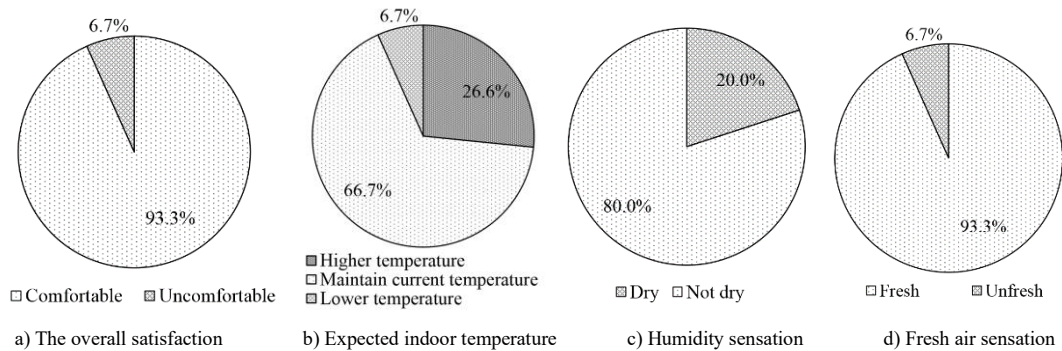 6.7%
93.3%
Comfortable Uncomfortable
a) The overall satisfaction
6.7%
26.6%
66.7%
Higher temperature
Maintain current temperature
Lower temperature
b) Expected indoor temperature
20.0%
80.0%
Dry Not dry
c) Humidity sensation
6.7%
93.3%
Fresh Unfresh
d) Fresh air sensation